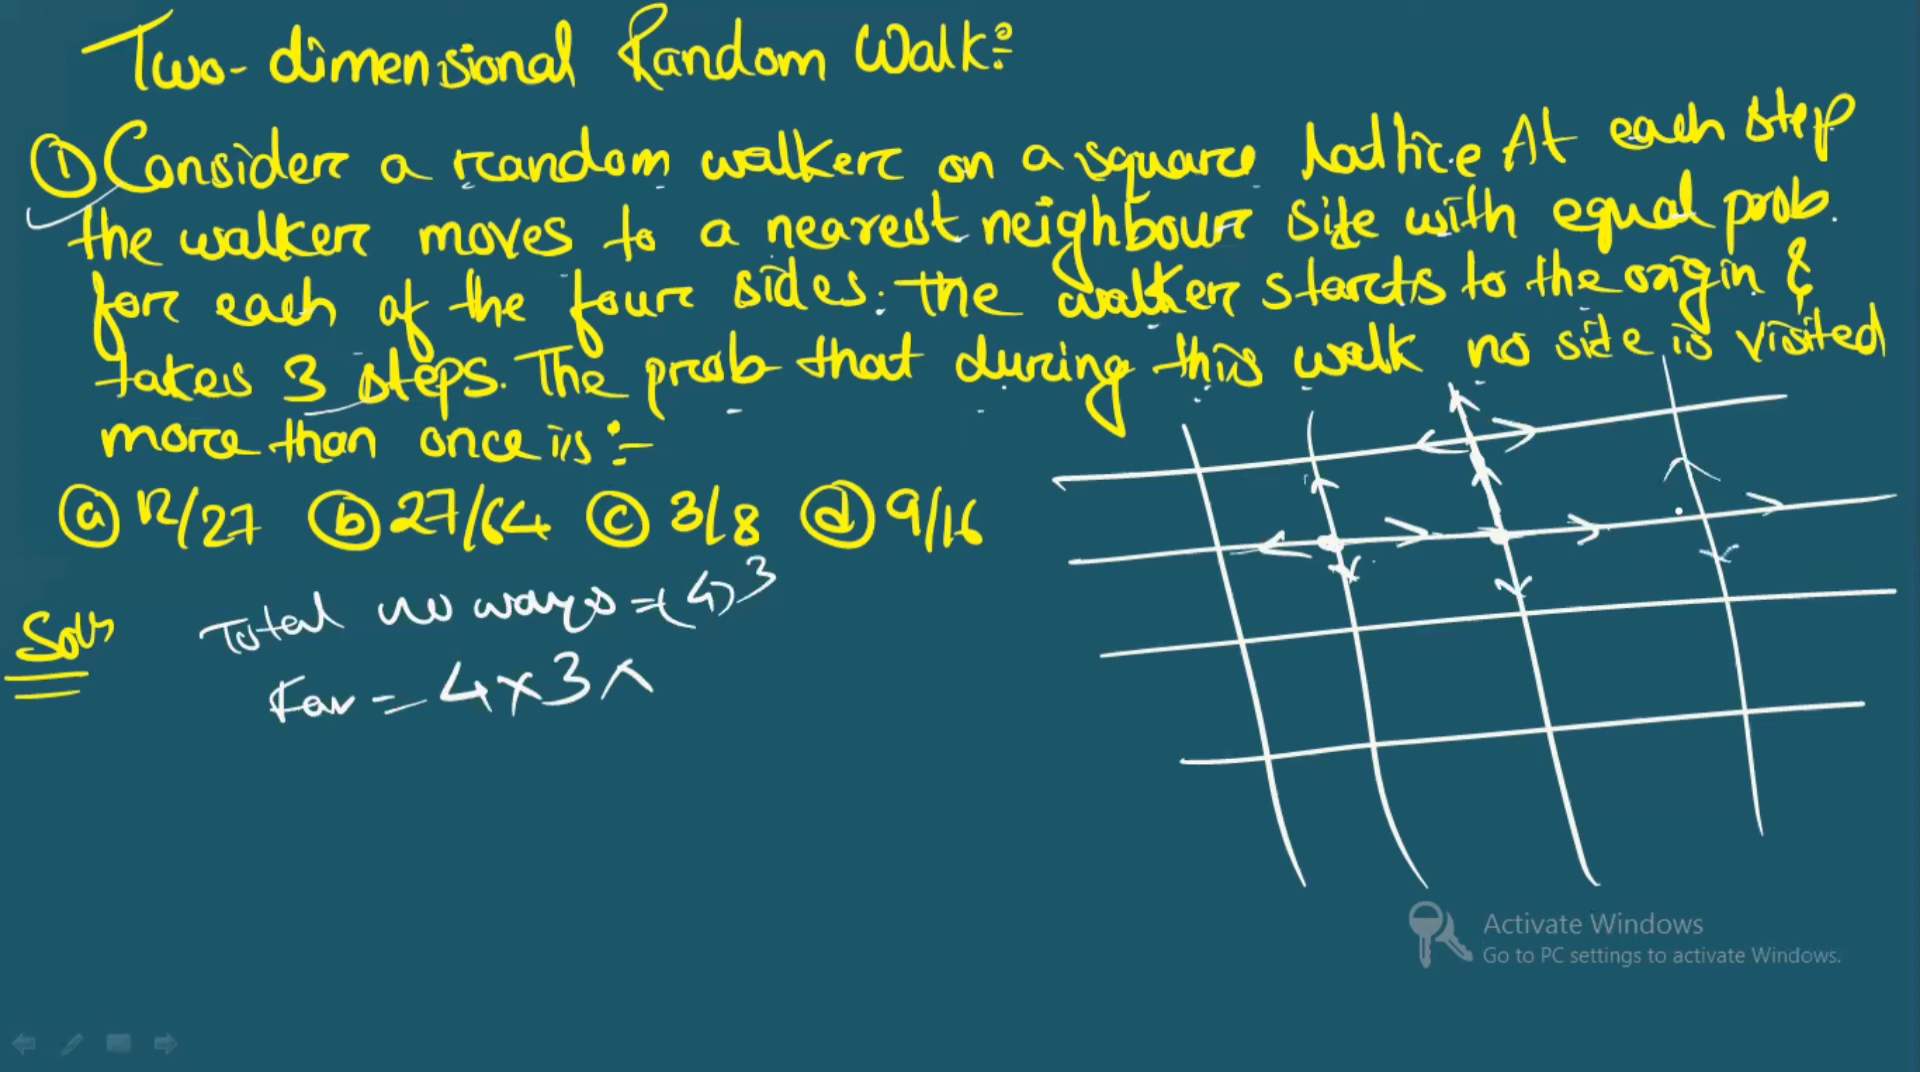 Two-dimensional Random Walk:
① Consider a random walker on a square lattice At each step
the walker moves to a nearest neighbour site with equal prob.
for each of the four sides. the walker starts to the origin &
takes 3 steps. The prob that during this walk no site is visited
more than once is :-
ⓐ 12/27 ⓑ 27/64 ⓒ 3/8 ⓓ 9/16
Soln
Total no ways = (4)^3
Fav = 4 x 3 x
Activate Windows
Go to PC settings to activate Windows.